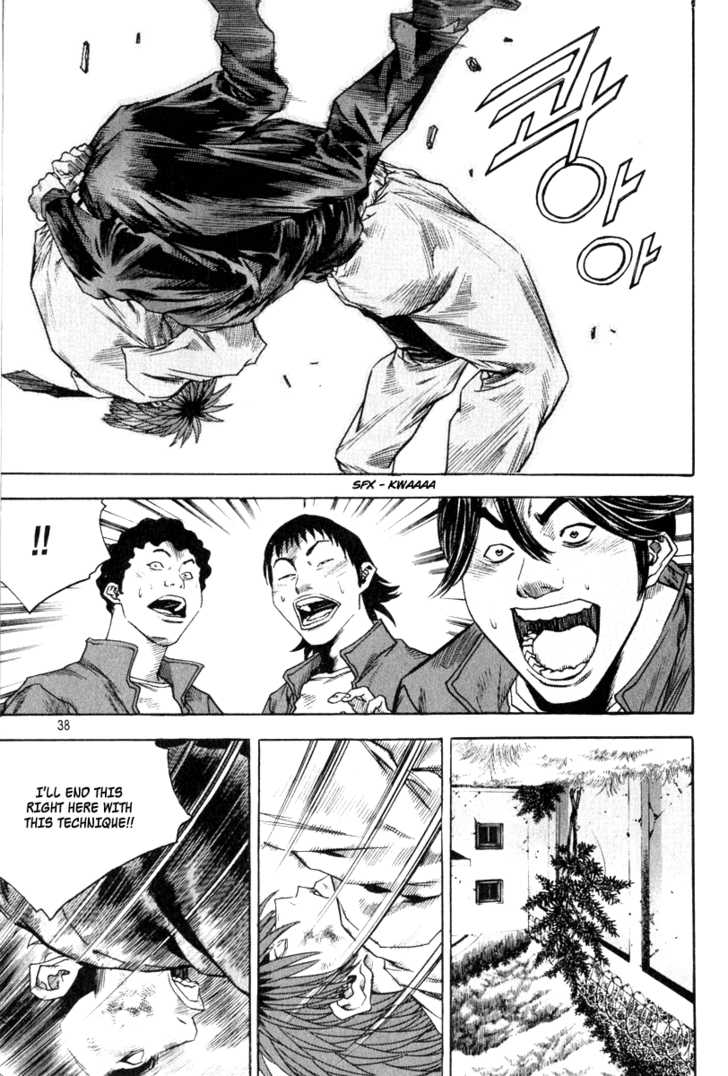 콰
아
아
SFX - KWAAAA
!!
38
I'LL END THIS
RIGHT HERE WITH
THIS TECHNIQUE!!